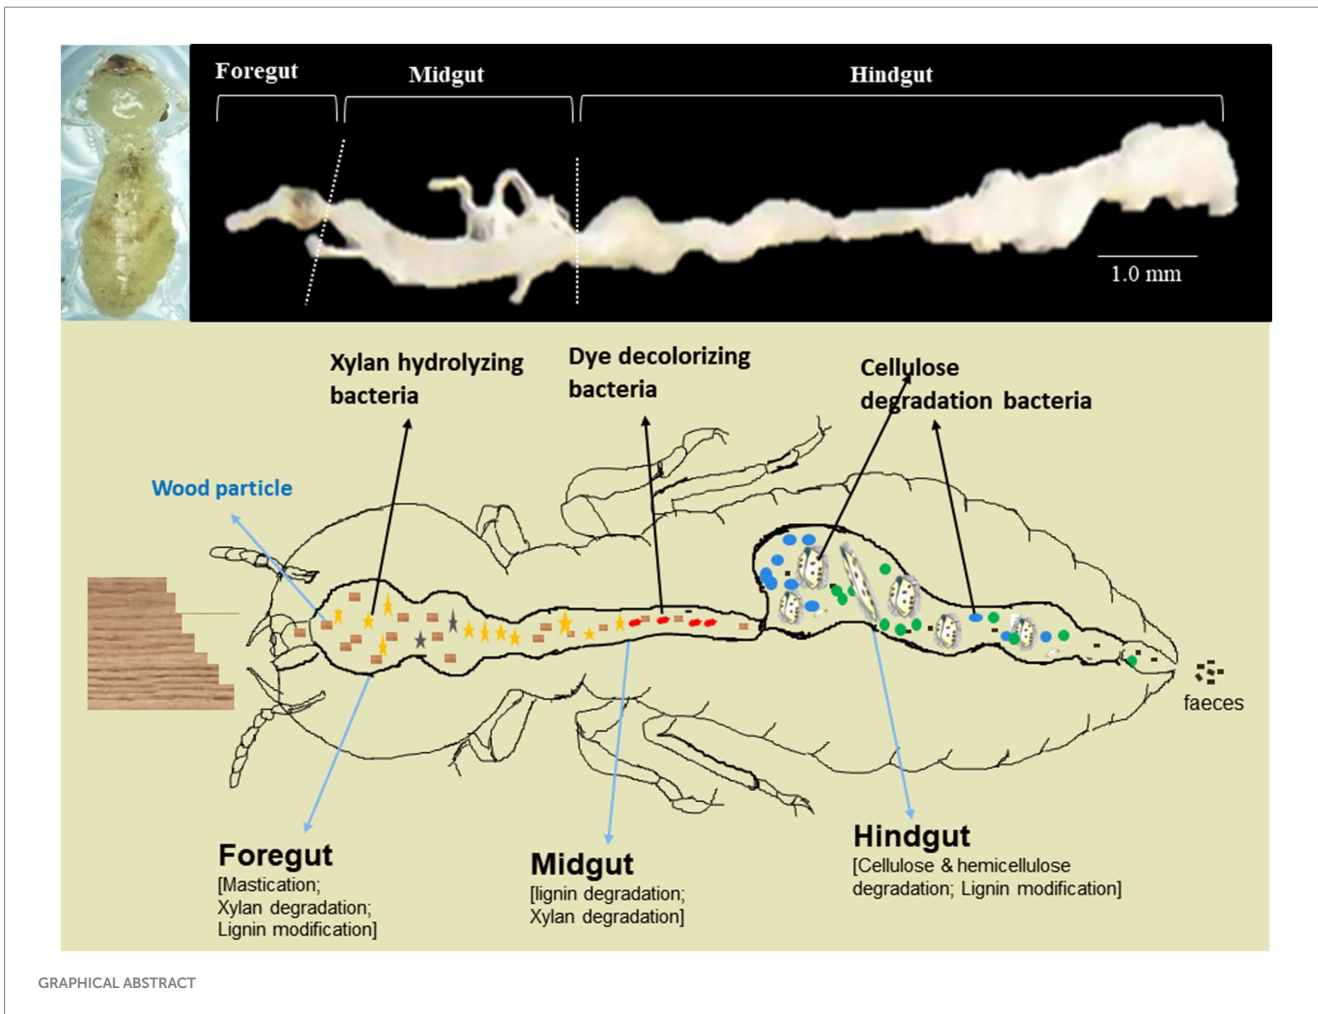 Foregut
Midgut
Hindgut
1.0 mm
Xylan hydrolyzing
bacteria
Dye decolorizing
bacteria
Cellulose
degradation bacteria
Wood particle
faeces
Foregut
[Mastication;
Xylan degradation;
Lignin modification]
Midgut
[lignin degradation;
Xylan degradation]
Hindgut
[Cellulose & hemicellulose
degradation; Lignin modification]
GRAPHICAL ABSTRACT